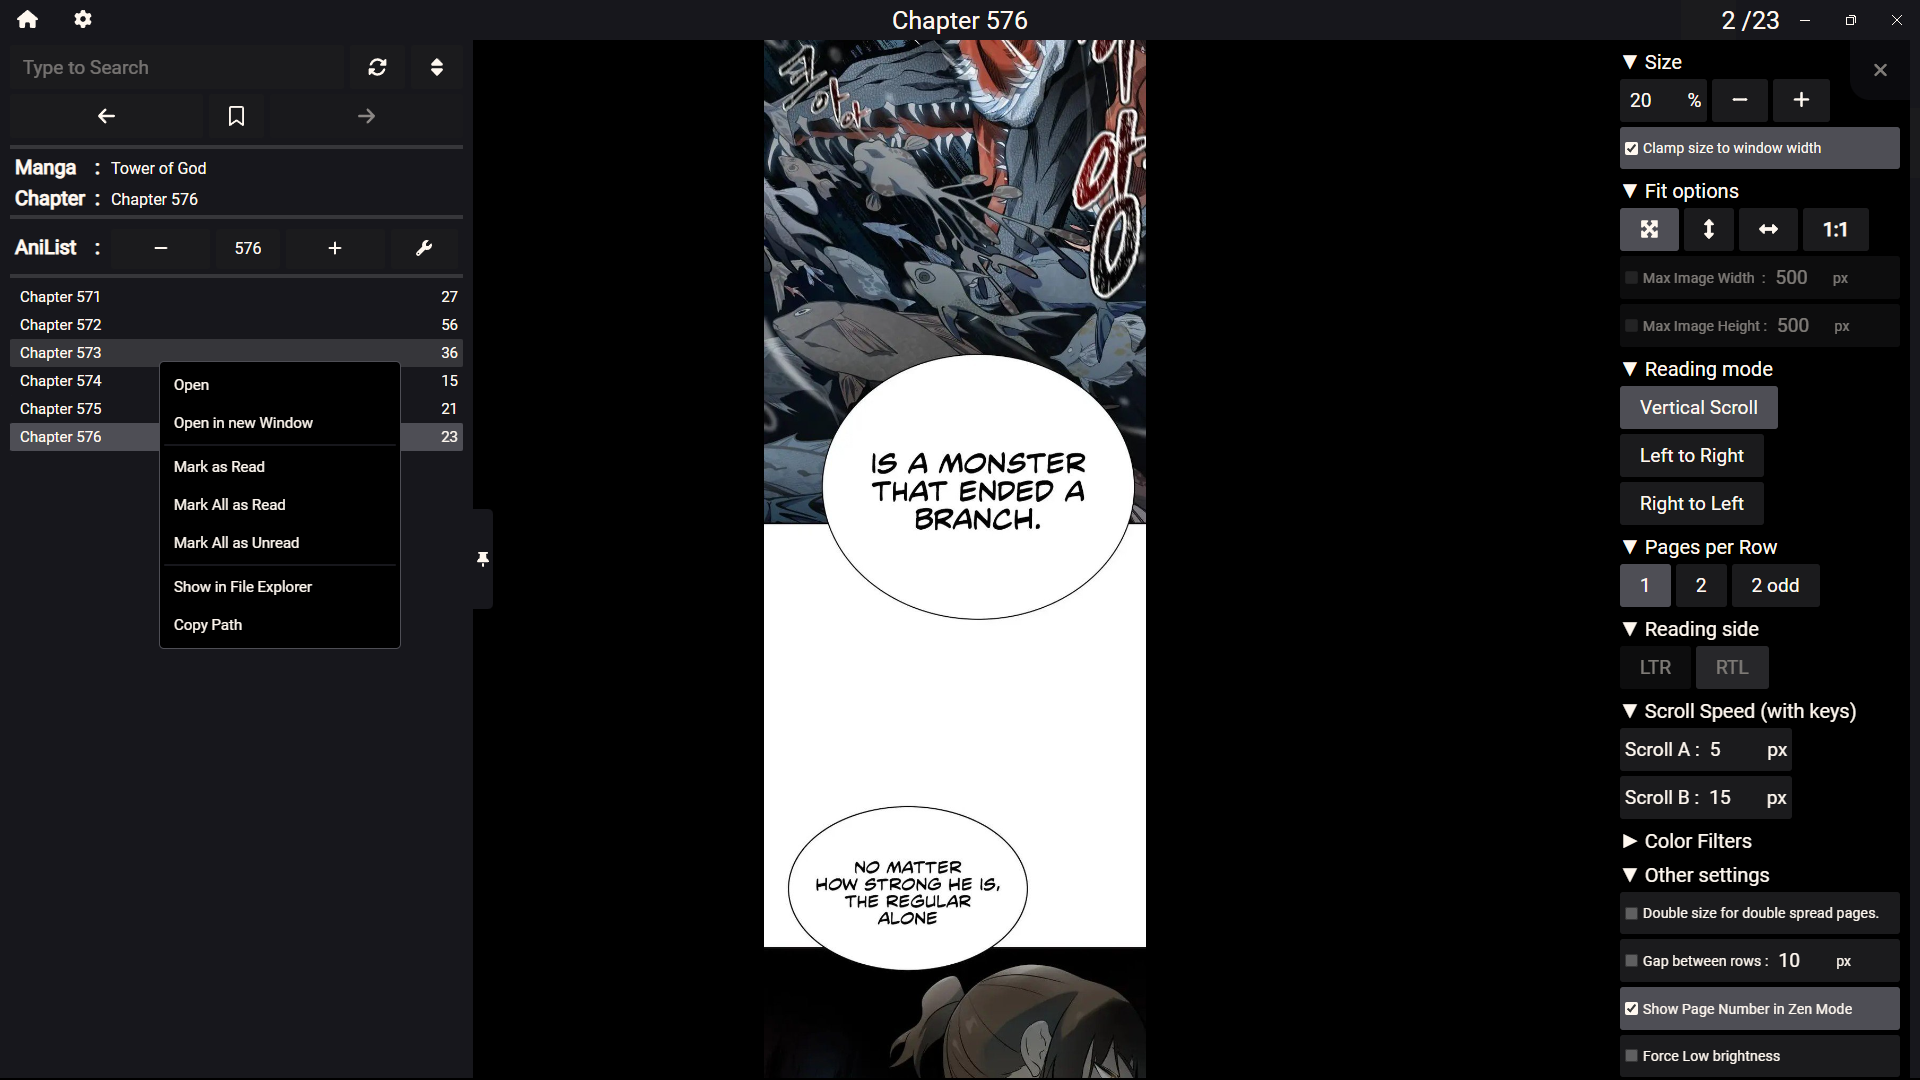 Chapter 576
2 /23
Type to Search
Manga : Tower of God
Chapter : Chapter 576
AniList : − 576 +
Chapter 571 27
Chapter 572 56
Chapter 573 36
Chapter 574 15
Chapter 575 21
Chapter 576 23
Open
Open in new Window
Mark as Read
Mark All as Read
Mark All as Unread
Show in File Explorer
Copy Path
IS A MONSTER
THAT ENDED A
BRANCH.
NO MATTER
HOW STRONG HE IS,
THE REGULAR
ALONE
▼ Size
20 % − +
Clamp size to window width
▼ Fit options
1:1
Max Image Width : 500 px
Max Image Height : 500 px
▼ Reading mode
Vertical Scroll
Left to Right
Right to Left
▼ Pages per Row
1 2 2 odd
▼ Reading side
LTR RTL
▼ Scroll Speed (with keys)
Scroll A : 5 px
Scroll B : 15 px
▶ Color Filters
▼ Other settings
Double size for double spread pages.
Gap between rows : 10 px
Show Page Number in Zen Mode
Force Low brightness